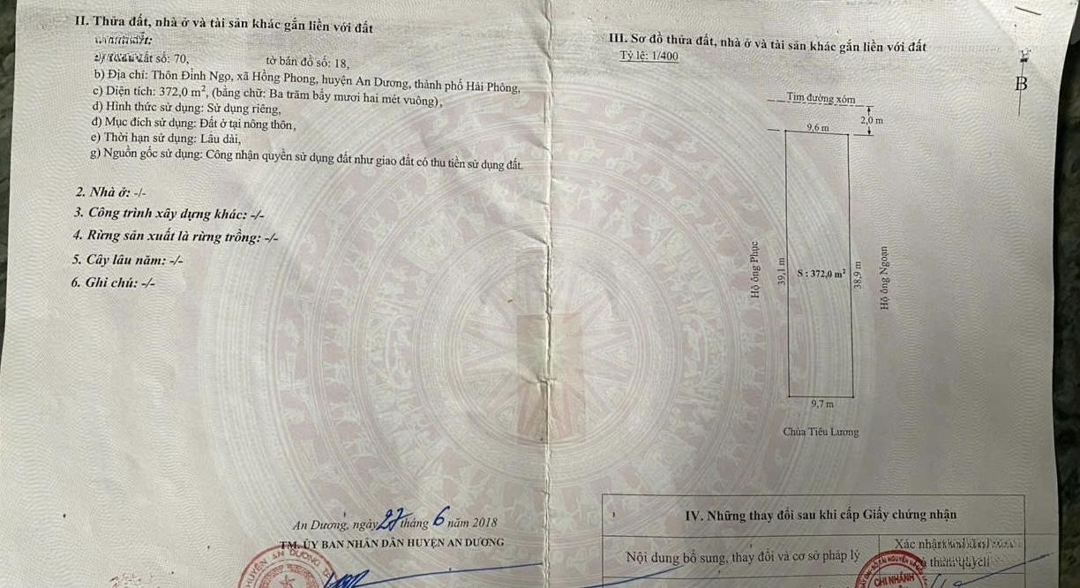 II. Thửa đất, nhà ở và tài sản khác gắn liền với đất
số: 70, tờ bản đồ số: 18,
b) Địa chỉ: Thôn Đình Ngọ, xã Hồng Phong, huyện An Dương, thành phố Hải Phòng,
c) Diện tích: 372,0 m², (bằng chữ: Ba trăm bẩy mươi hai mét vuông),
d) Hình thức sử dụng: Sử dụng riêng,
đ) Mục đích sử dụng: Đất ở tại nông thôn,
e) Thời hạn sử dụng: Lâu dài,
g) Nguồn gốc sử dụng: Công nhận quyền sử dụng đất như giao đất có thu tiền sử dụng đất.
2. Nhà ở: -/-
3. Công trình xây dựng khác: -/-
4. Rừng sản xuất là rừng trồng: -/-
5. Cây lâu năm: -/-
6. Ghi chú: -/-
An Dương, ngày 27 tháng 6 năm 2018
TM. ỦY BAN NHÂN DÂN HUYỆN AN DƯƠNG
III. Sơ đồ thửa đất, nhà ở và tài sản khác gắn liền với đất
Tỷ lệ: 1/400
B
Tim đường xóm
2,0 m
9,6 m
Hộ ông Phực
39,1 m
S : 372,0 m²
38,9 m
Hộ ông Ngoạn
9,7 m
Chùa Tiêu Lương
IV. Những thay đổi sau khi cấp Giấy chứng nhận
Nội dung bổ sung, thay đổi và cơ sở pháp lý
Xác nhận
CHI NHÁNH